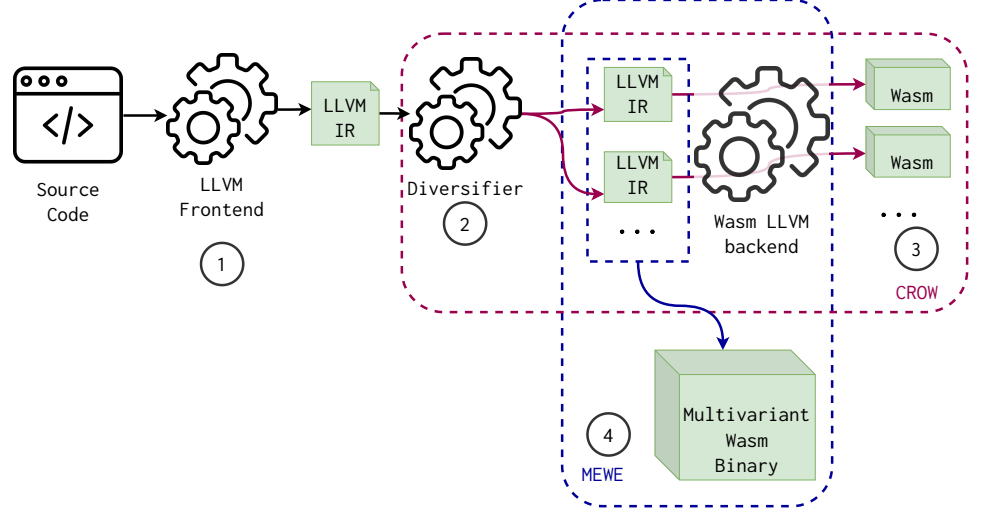 </>
Source
Code
LLVM
Frontend
1
LLVM
IR
Diversifier
2
LLVM
IR
LLVM
IR
...
Wasm LLVM
backend
Wasm
Wasm
...
3
CROW
Multivariant
Wasm
Binary
4
MEWE